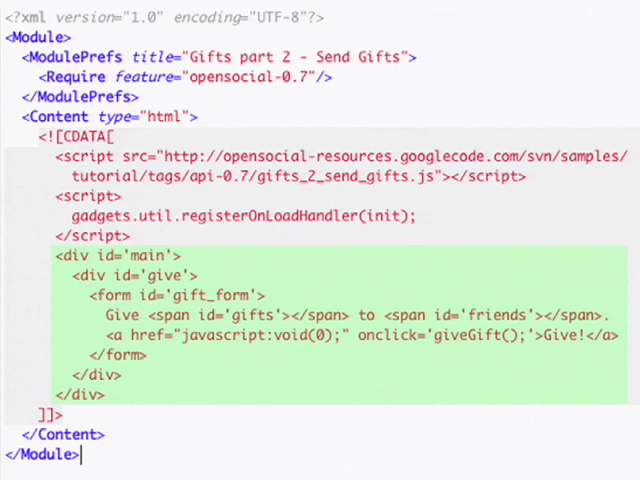 <?xml version="1.0" encoding="UTF-8"?>
<Module>
<ModulePrefs title="Gifts part 2 - Send Gifts">
<Require feature="opensocial-0.7"/>
</ModulePrefs>
<Content type="html">
<![CDATA[
<script src="http://opensocial-resources.googlecode.com/svn/samples/
tutorial/tags/api-0.7/gifts_2_send_gifts.js"></script>
<script>
gadgets.util.registerOnLoadHandler(init);
</script>
<div id='main'>
<div id='give'>
<form id='gift_form'>
Give <span id='gifts'></span> to <span id='friends'></span>.
<a href="javascript:void(0);" onclick='giveGift();'>Give!</a>
</form>
</div>
</div>
]]>
</Content>
</Module>